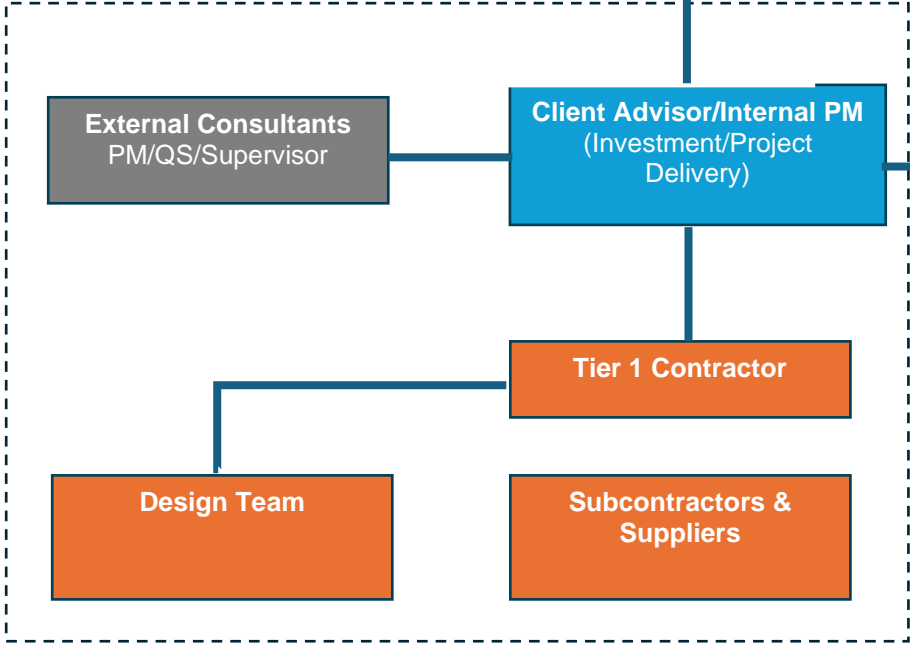 External Consultants
PM/QS/Supervisor
Client Advisor/Internal PM
(Investment/Project
Delivery)
Tier 1 Contractor
Design Team
Subcontractors &
Suppliers